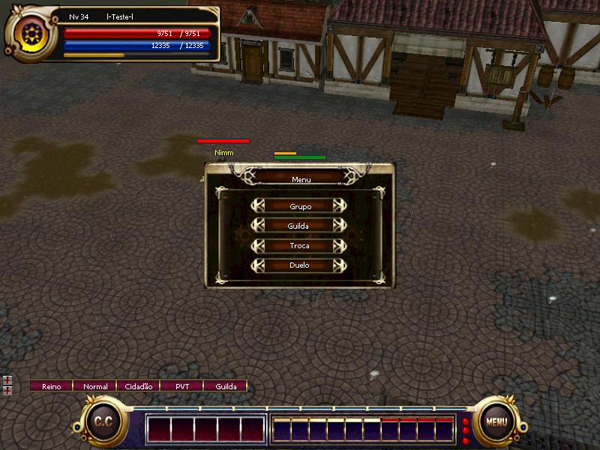 Nv 34 l-Teste-l
9751 / 9751
12335 / 12335
Nimm
Menu
Grupo
Guilda
Troca
Duelo
Reino Normal Cidadão PVT Guilda
C.C MENU